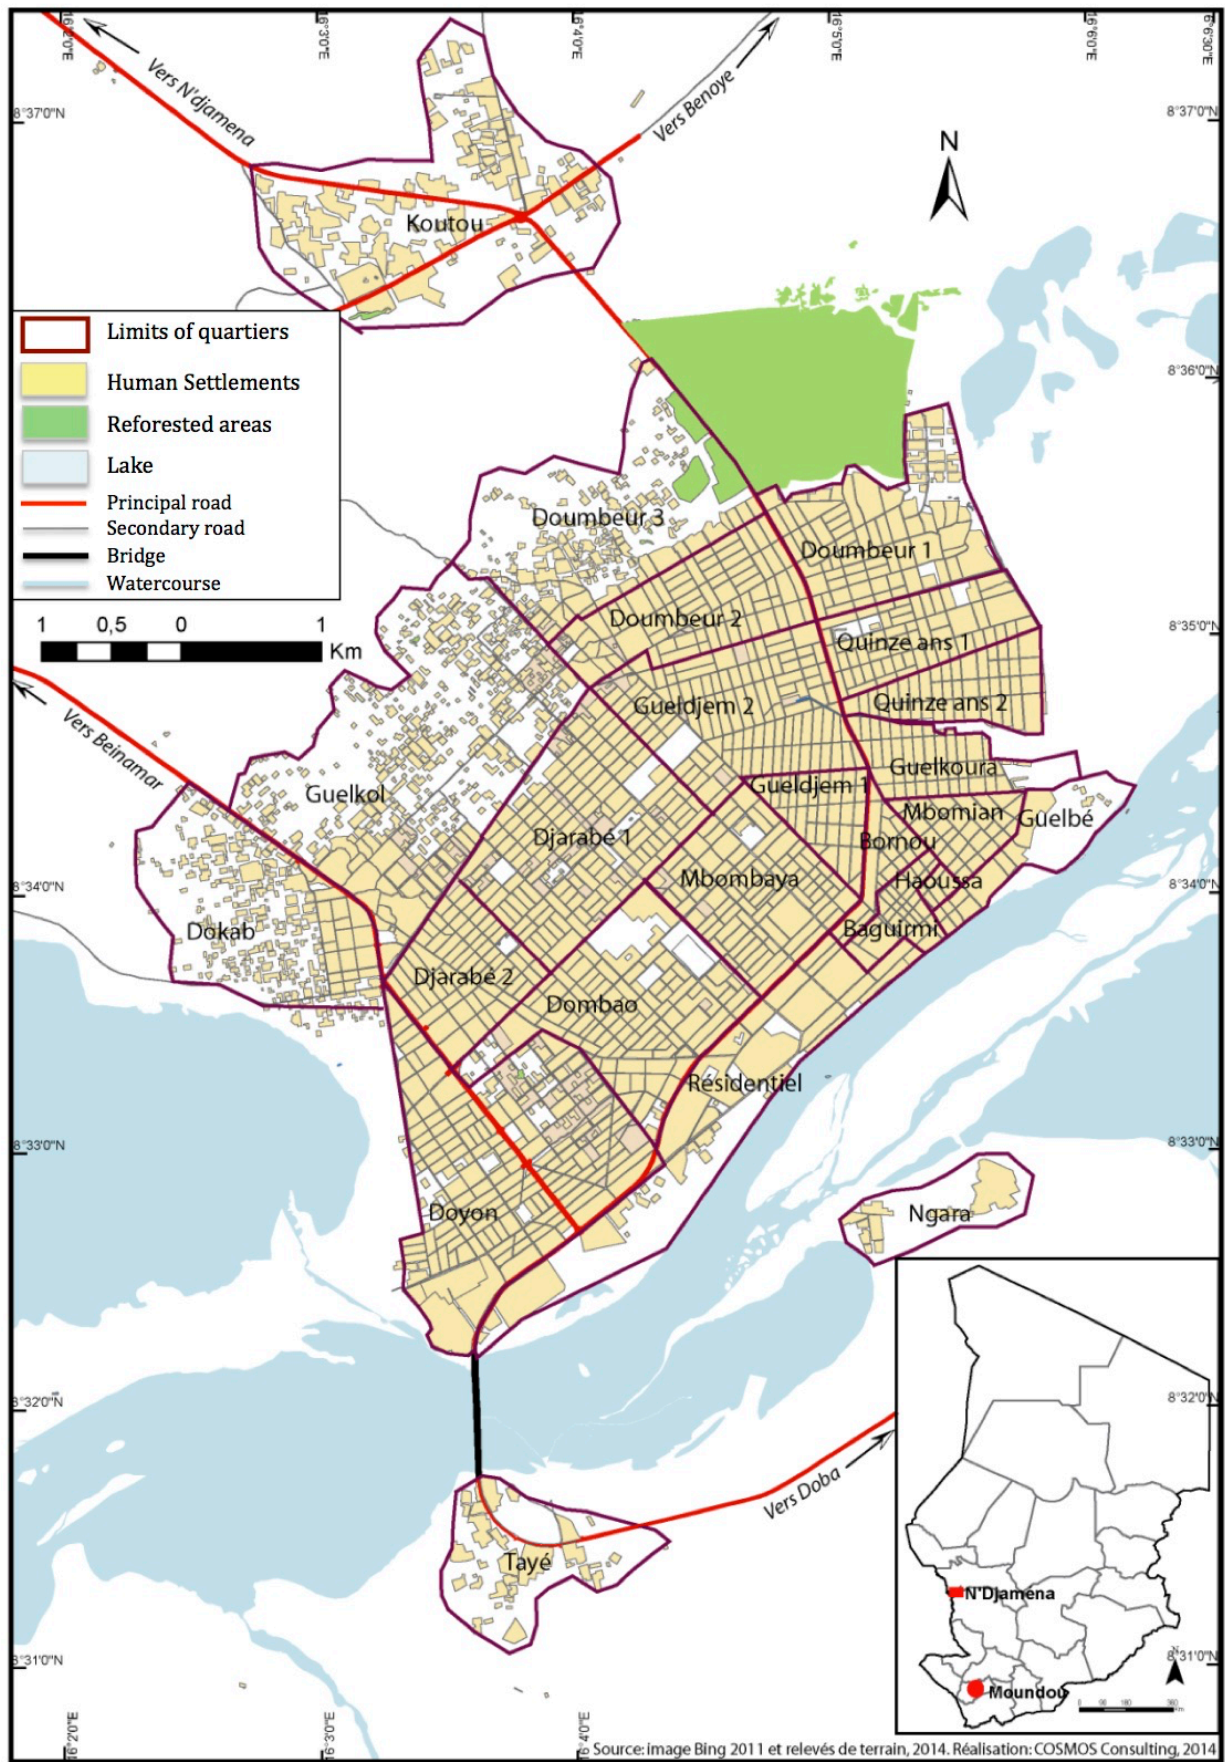 16°2'0"E
16°3'0"E
16°4'0"E
16°5'0"E
16°6'0"E
Vers N'djamena
Vers Benoye
8°37'0"N
8°37'0"N
N
Koutou
Limits of quartiers
Human Settlements
Reforested areas
Lake
Principal road
Secondary road
Bridge
Watercourse
8°36'0"N
1 0,5 0 1
Km
Doumbeur 3
Doumbeur 1
Doumbeur 2
8°35'0"N
Quinze ans 1
Quinze ans 2
Gueldjem 2
Vers Beinamar
Guelkoura
Gueldjem 1
Guelkol
Mbomian
Guelbé
Djarabé 1
Bornou
Mbombaya
Haoussa
8°34'0"N
8°34'0"N
Dokab
Baguirmi
Djarabé 2
Dombao
Résidentiel
8°33'0"N
8°33'0"N
Doyon
Ngara
8°32'0"N
8°32'0"N
Vers Doba
Tayé
N'Djamena
Moundou
8°31'0"N
8°31'0"N
16°2'0"E
16°3'0"E
16°4'0"E
Source: image Bing 2011 et relevés de terrain, 2014. Réalisation: COSMOS Consulting, 2014